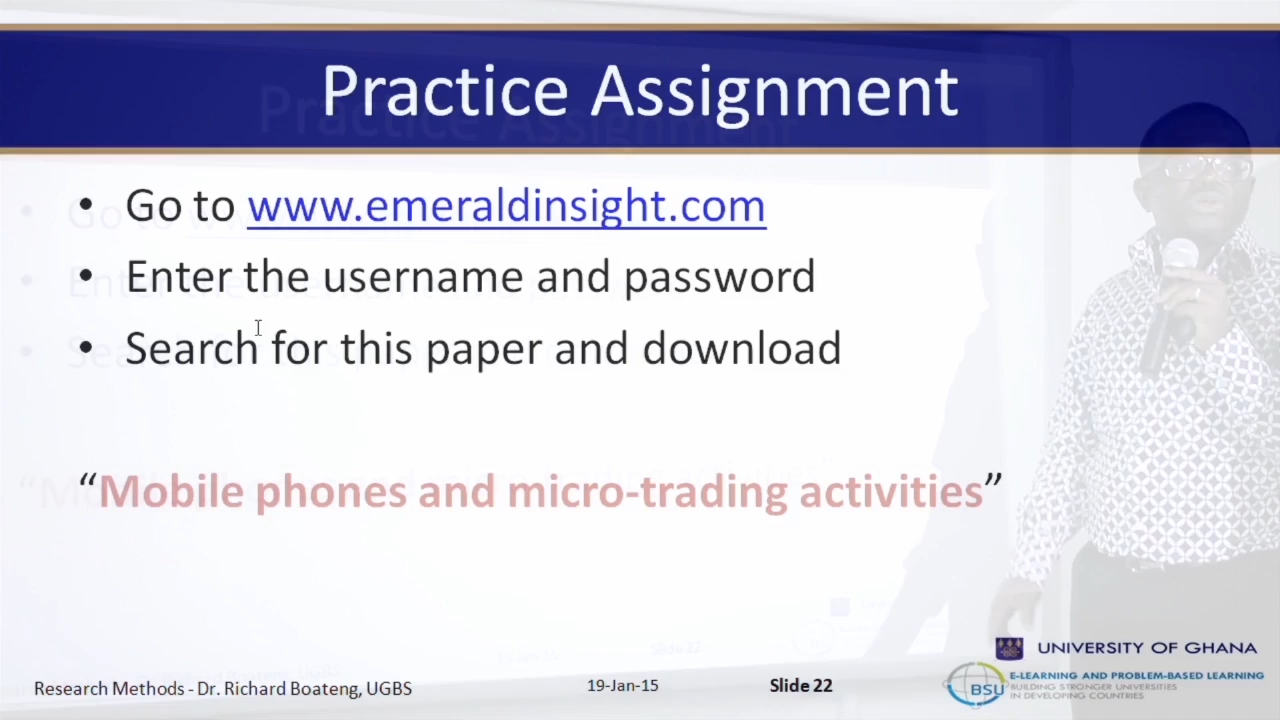 Practice Assignment
• Go to www.emeraldinsight.com
• Enter the username and password
• Search for this paper and download
“Mobile phones and micro-trading activities”
UNIVERSITY OF GHANA
BSU
E-LEARNING AND PROBLEM-BASED LEARNING
BUILDING STRONGER UNIVERSITIES
IN DEVELOPING COUNTRIES
Research Methods - Dr. Richard Boateng, UGBS
19-Jan-15
Slide 22